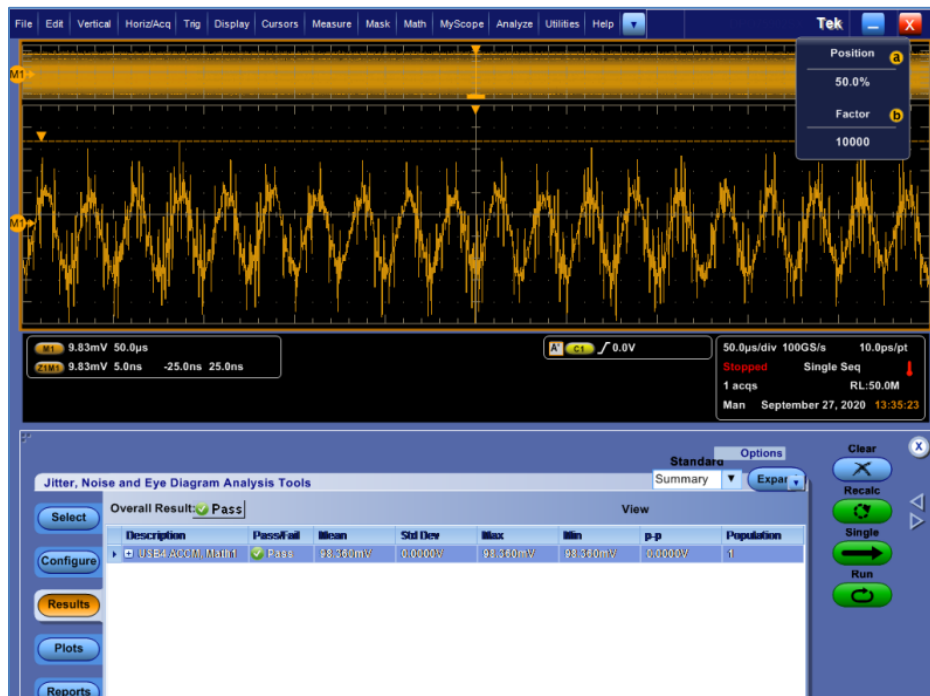 File Edit Vertical Horiz/Acq Trig Display Cursors Measure Mask Math MyScope Analyze Utilities Help Tek X
Position a
50.0%
Factor b
10000
M1
M1
M1 9.83mV 50.0µs
Z1M1 9.83mV 5.0ns -25.0ns 25.0ns
A' C1 0.0V
50.0µs/div 100GS/s 10.0ps/pt
Stopped Single Seq
1 acqs RL:50.0M
Man September 27, 2020 13:35:23
Jitter, Noise and Eye Diagram Analysis Tools
Options
Standard
Summary
Expan
Overall Result: Pass
View
Description Pass/Fail Mean Std Dev Max Min p-p Population
USB4 ACCM, Math1 Pass 98.360mV 0.0000V 98.360mV 98.360mV 0.0000V 1
Select
Configure
Results
Plots
Reports
Clear
X
Recalc
Single
Run